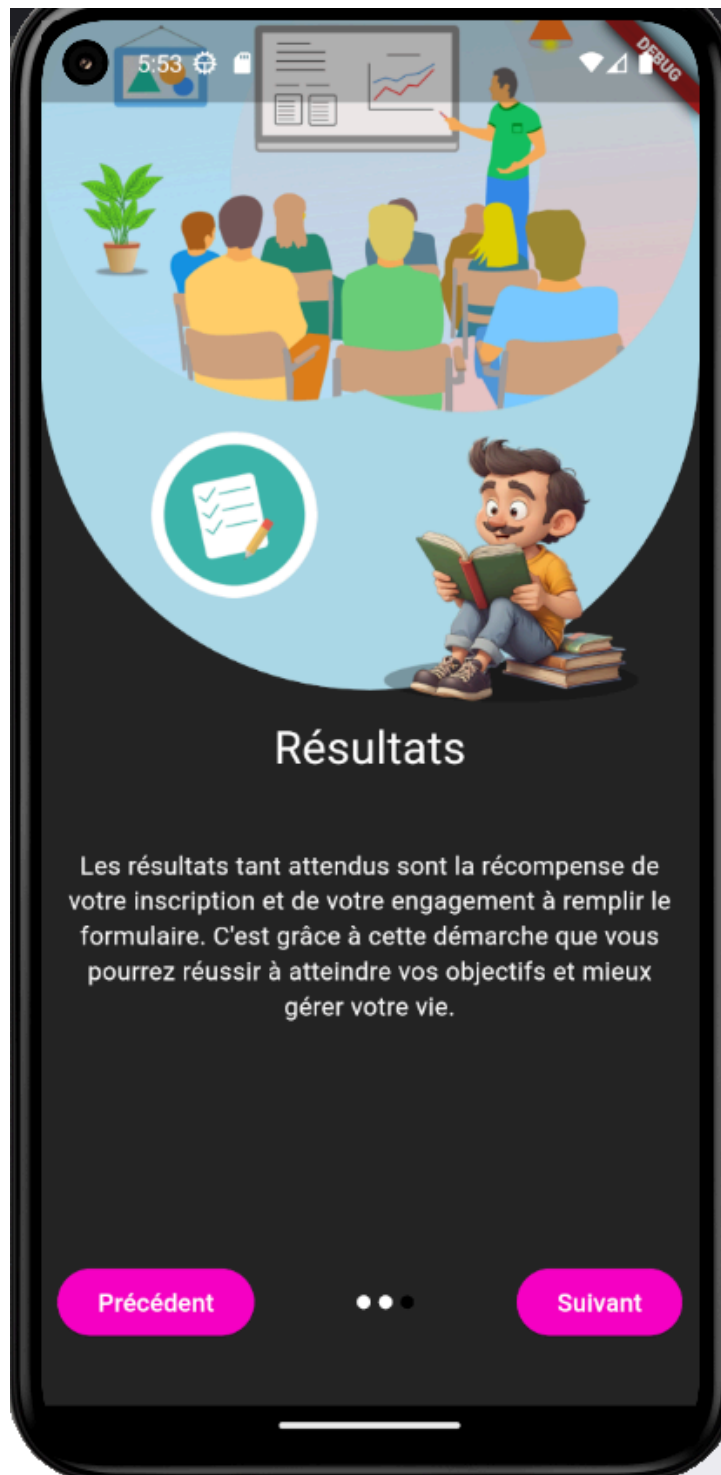 5:53
DEBUG
Résultats
Les résultats tant attendus sont la récompense de
votre inscription et de votre engagement à remplir le
formulaire. C'est grâce à cette démarche que vous
pourrez réussir à atteindre vos objectifs et mieux
gérer votre vie.
Précédent
Suivant